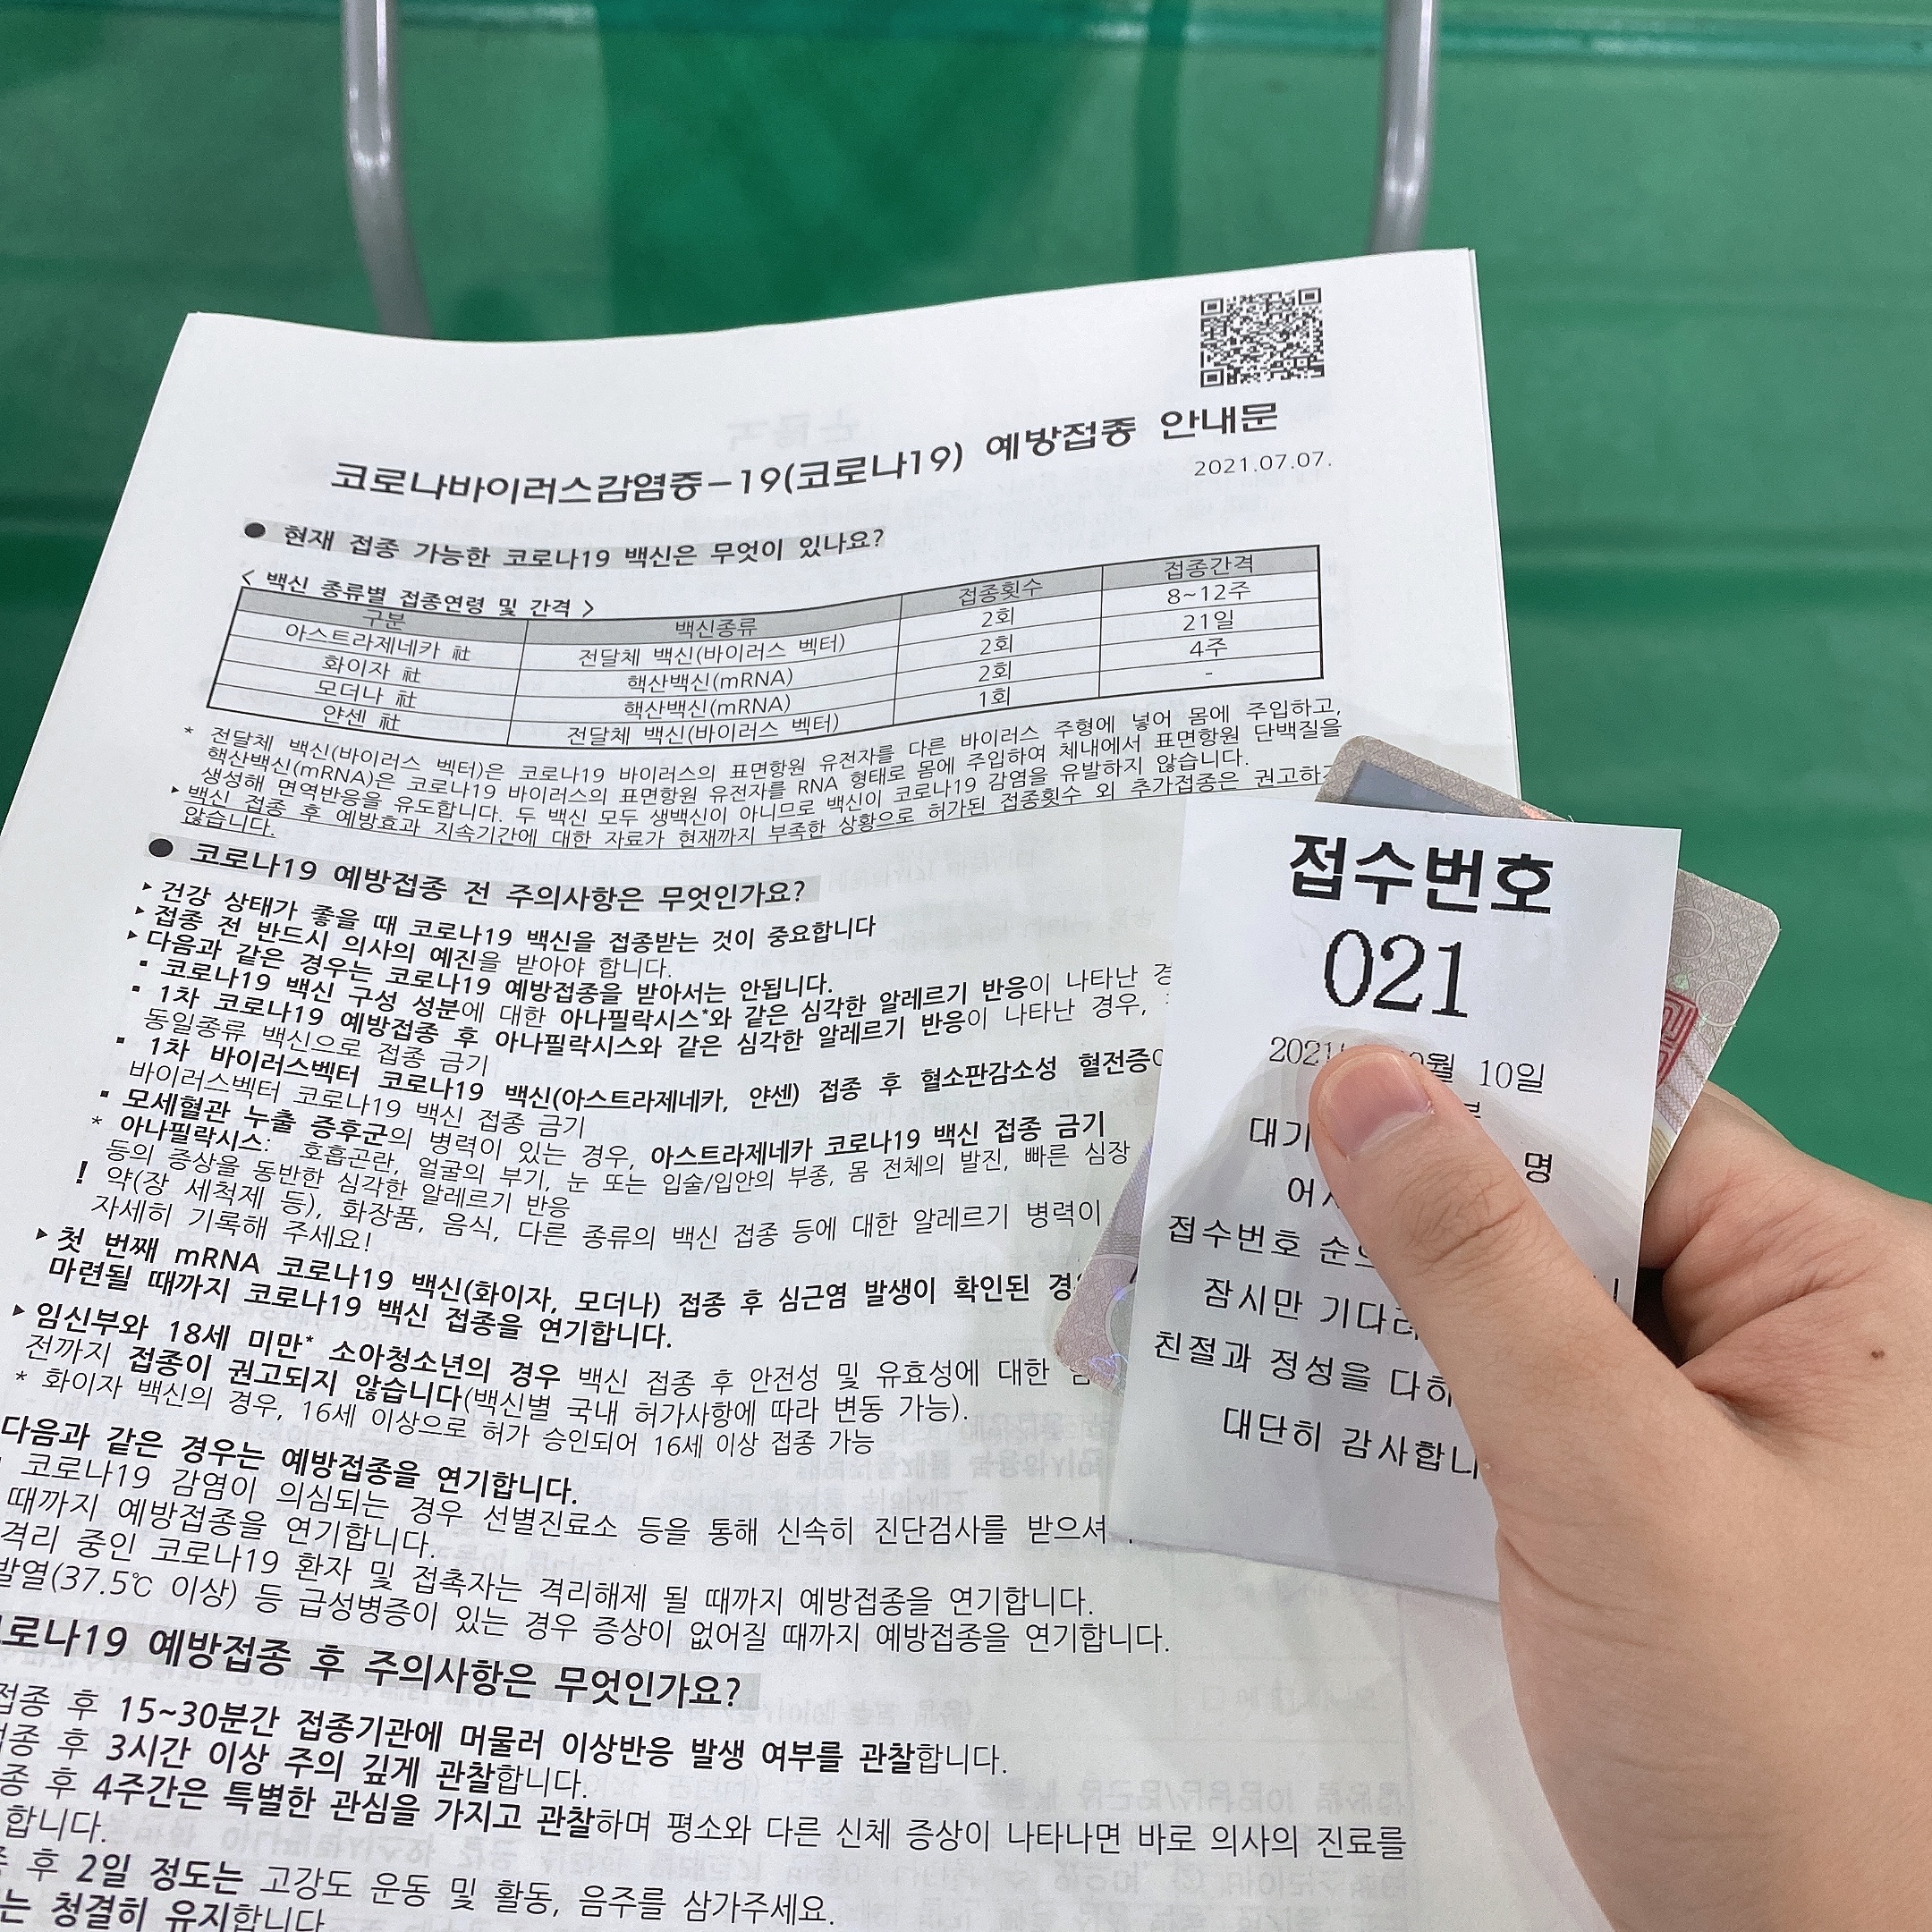 코로나바이러스감염증-19(코로나19) 예방접종 안내문
2021.07.07.
● 현재 접종 가능한 코로나19 백신은 무엇이 있나요?
< 백신 종류별 접종연령 및 간격 >
구분 백신종류 접종횟수 접종간격
아스트라제네카 社 전달체 백신(바이러스 벡터) 2회 8~12주
화이자 社 핵산백신(mRNA) 2회 21일
모더나 社 핵산백신(mRNA) 2회 4주
얀센 社 전달체 백신(바이러스 벡터) 1회 -
* 전달체 백신(바이러스 벡터)은 코로나19 바이러스의 표면항원 유전자를 다른 바이러스 주형에 넣어 몸에 주입하고,
핵산백신(mRNA)은 코로나19 바이러스의 표면항원 유전자를 RNA 형태로 몸에 주입하여 체내에서 표면항원 단백질을
생성해 면역반응을 유도합니다. 두 백신 모두 생백신이 아니므로 백신이 코로나19 감염을 유발하지 않습니다.
▸백신 접종 후 예방효과 지속기간에 대한 자료가 현재까지 부족한 상황으로 허가된 접종횟수 외 추가접종은 권고하지
않습니다.
● 코로나19 예방접종 전 주의사항은 무엇인가요?
▸건강 상태가 좋을 때 코로나19 백신을 접종받는 것이 중요합니다
▸접종 전 반드시 의사의 예진을 받아야 합니다.
▸다음과 같은 경우는 코로나19 예방접종을 받아서는 안됩니다.
▪ 코로나19 백신 구성 성분에 대한 아나필락시스*와 같은 심각한 알레르기 반응이 나타난
▪ 1차 코로나19 예방접종 후 아나필락시스와 같은 심각한 알레르기 반응이 나타난 경우,
동일종류 백신으로 접종 금기
▪ 1차 바이러스벡터 코로나19 백신(아스트라제네카, 얀센) 접종 후 혈소판감소성 혈전증이
바이러스벡터 코로나19 백신 접종 금기
▪ 모세혈관 누출 증후군의 병력이 있는 경우, 아스트라제네카 코로나19 백신 접종 금기
* 아나필락시스: 호흡곤란, 얼굴의 부기, 눈 또는 입술/입안의 부종, 몸 전체의 발진, 빠른 심장
등의 증상을 동반한 심각한 알레르기 반응
! 약(장 세척제 등), 화장품, 음식, 다른 종류의 백신 접종 등에 대한 알레르기 병력이
자세히 기록해 주세요!
▸첫 번째 mRNA 코로나19 백신(화이자, 모더나) 접종 후 심근염 발생이 확인된
마련될 때까지 코로나19 백신 접종을 연기합니다.
▸임신부와 18세 미만* 소아청소년의 경우 백신 접종 후 안전성 및 유효성에 대한
전까지 접종이 권고되지 않습니다(백신별 국내 허가사항에 따라 변동 가능).
* 화이자 백신의 경우, 16세 이상으로 허가 승인되어 16세 이상 접종 가능
다음과 같은 경우는 예방접종을 연기합니다.
코로나19 감염이 의심되는 경우 선별진료소 등을 통해 신속히 진단검사를 받으셔
때까지 예방접종을 연기합니다.
격리 중인 코로나19 환자 및 접촉자는 격리해제 될 때까지 예방접종을 연기합니다.
발열(37.5℃ 이상) 등 급성병증이 있는 경우 증상이 없어질 때까지 예방접종을 연기합니다.
코로나19 예방접종 후 주의사항은 무엇인가요?
접종 후 15~30분간 접종기관에 머물러 이상반응 발생 여부를 관찰합니다.
접종 후 3시간 이상 주의 깊게 관찰합니다.
종 후 4주간은 특별한 관심을 가지고 관찰하며 평소와 다른 신체 증상이 나타나면 바로 의사의 진료를
합니다.
후 2일 정도는 고강도 운동 및 활동, 음주를 삼가주세요.
는 청결히 유지합니다
접수번호
021
2021 월 10일
대기 명
접수번호
잠시만
친절과 정성을
대단히